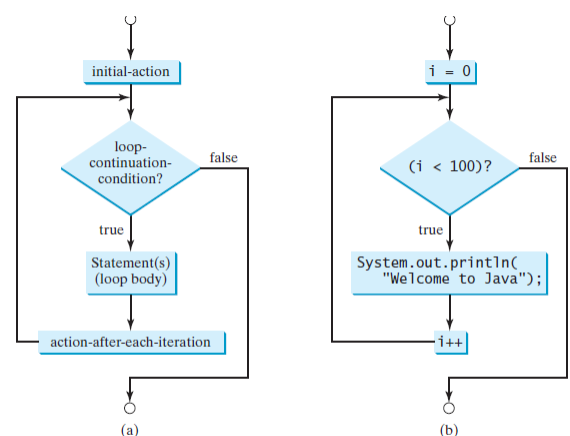 initial-action
loop-
continuation-
condition?
false
true
Statement(s)
(loop body)
action-after-each-iteration
(a)
i = 0
(i < 100)?
false
true
System.out.println(
"Welcome to Java");
i++
(b)